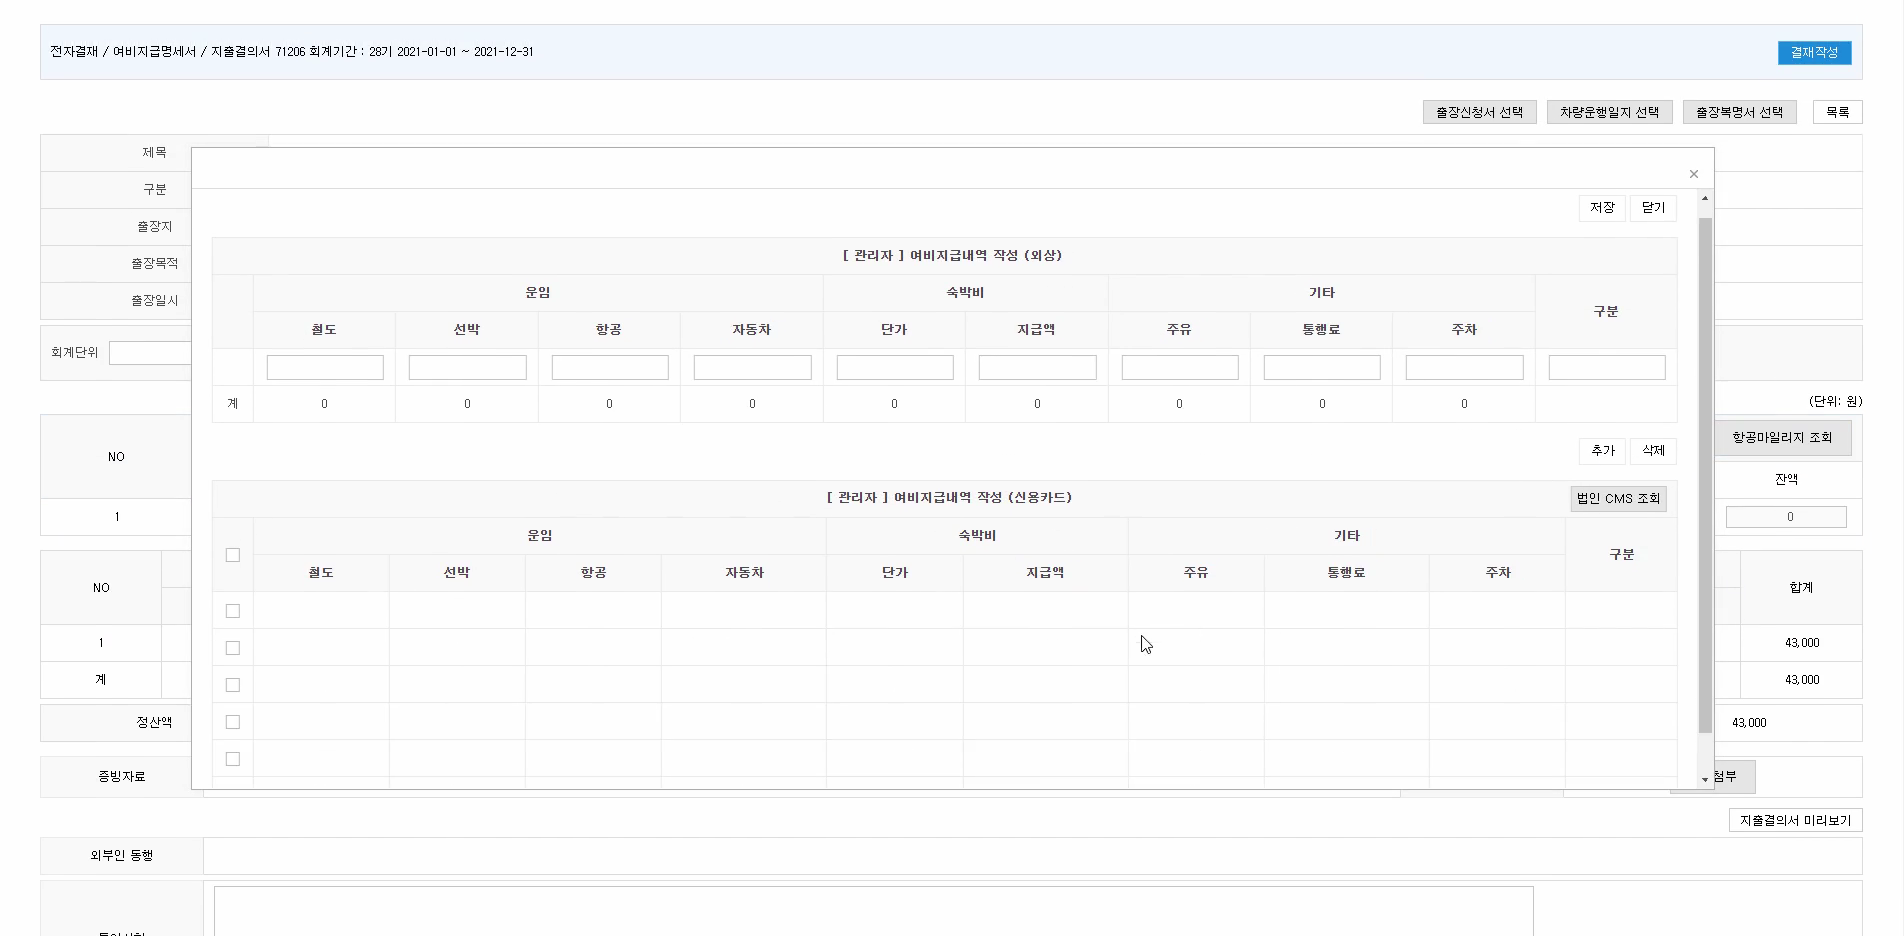 전자결재 / 여비지급명세서 / 지출결의서 71206 회계기간 : 28기 2021-01-01 ~ 2021-12-31
결재작성
출장신청서 선택
차량운행일지 선택
출장복명서 선택
목록
제목
구분
출장지
출장목적
출장일시
회계단위
×
저장
닫기
[ 관리자 ] 여비지급내역 작성 (외상)
운임
숙박비
기타
구분
철도
선박
항공
자동차
단가
지급액
주유
통행료
주차
계
0
0
0
0
0
0
0
0
0
추가
삭제
[ 관리자 ] 여비지급내역 작성 (신용카드)
법인 CMS 조회
운임
숙박비
기타
구분
철도
선박
항공
자동차
단가
지급액
주유
통행료
주차
(단위: 원)
NO
항공마일리지 조회
잔액
1
0
NO
합계
1
43,000
계
43,000
정산액
43,000
증빙자료
첨부
지출결의서 미리보기
외부인 동행